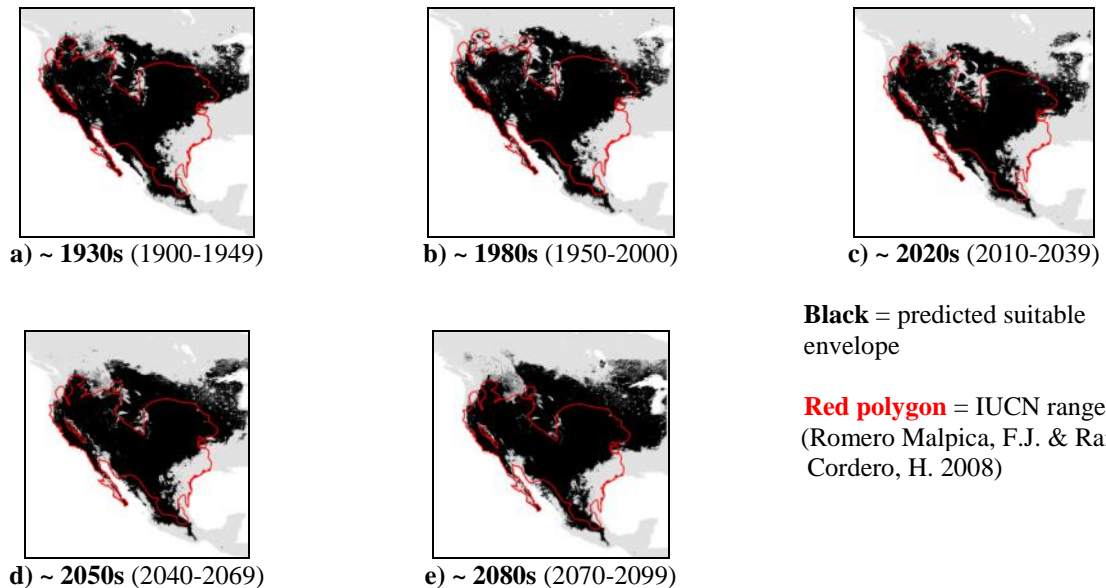 a) ~ 1930s (1900-1949)
b) ~ 1980s (1950-2000)
c) ~ 2020s (2010-2039)
Black = predicted suitable
envelope
Red polygon = IUCN range
(Romero Malpica, F.J. &
Cordero, H. 2008)
d) ~ 2050s (2040-2069)
e) ~ 2080s (2070-2099)